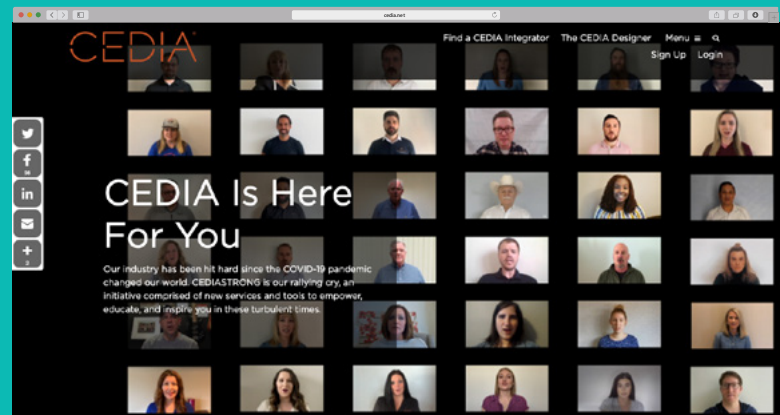 cedia.net
CEDIA
Find a CEDIA Integrator The CEDIA Designer Menu
Sign Up Login
CEDIA Is Here
For You
Our industry has been hit hard since the COVID-19 pandemic
changed our world. CEDIASTRONG is our rallying cry, an
initiative comprised of new services and tools to empower,
educate, and inspire you in these turbulent times.